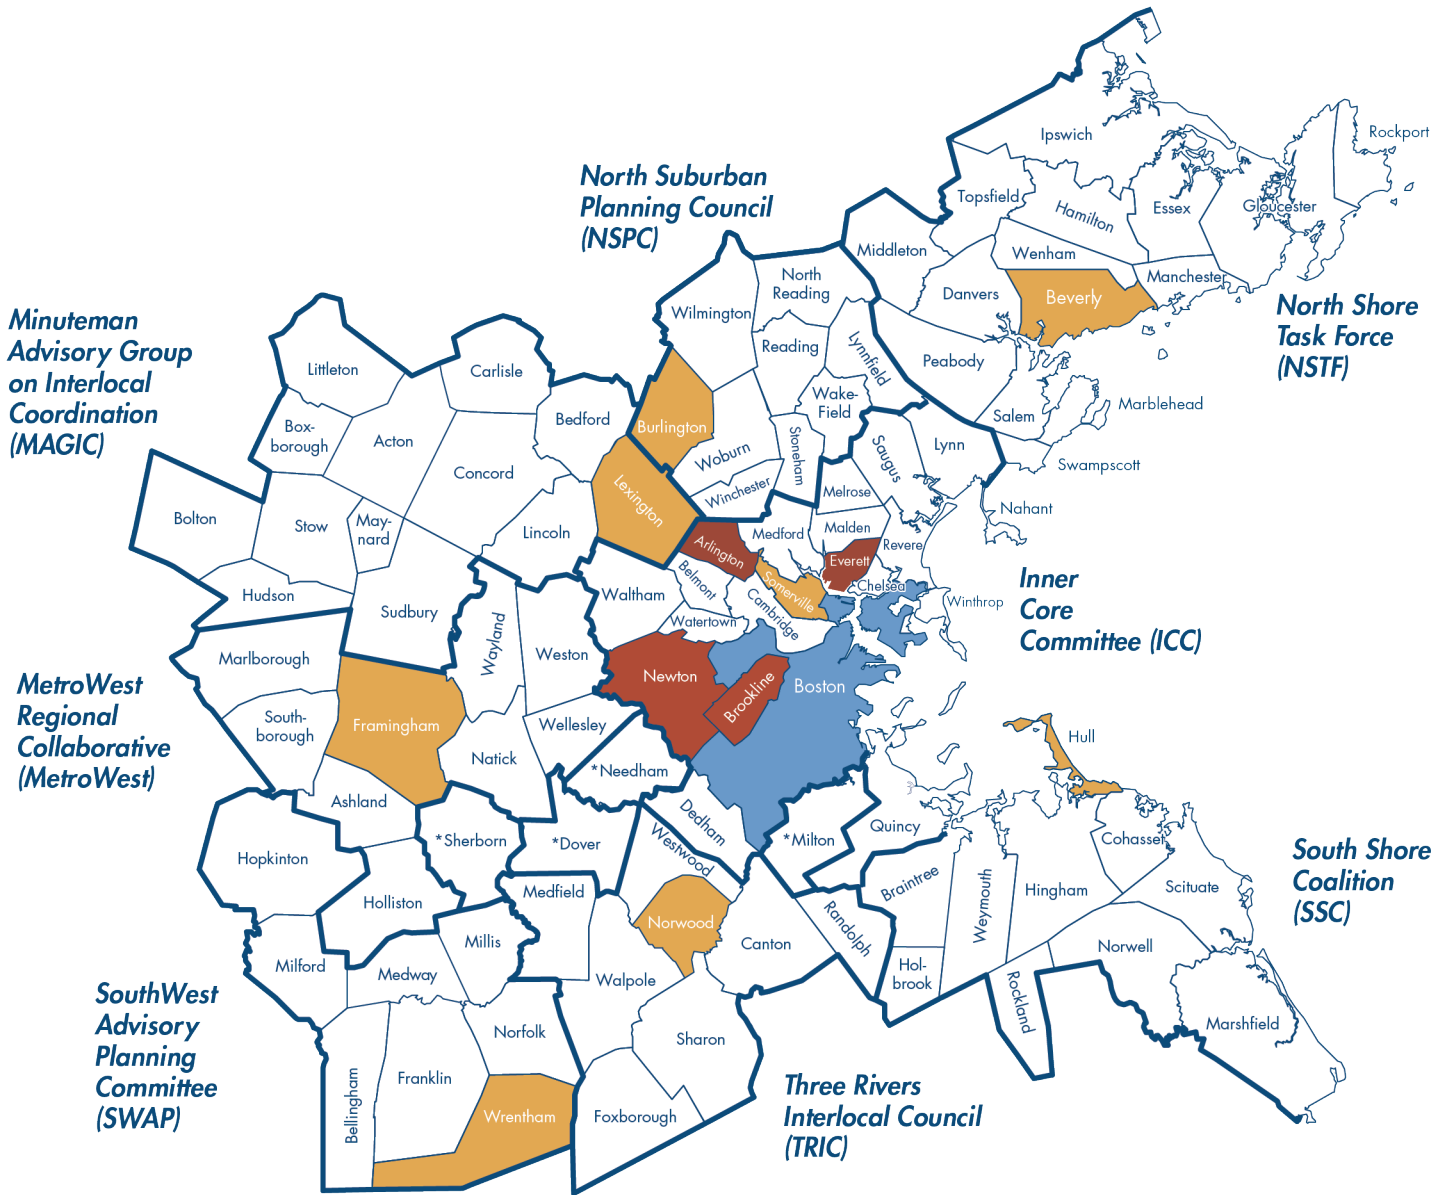 Ipswich
Rockport
Topsfield
Hamilton
Essex
Gloucester
North Suburban
Planning Council
(NSPC)
Middleton
Wenham
North
Reading
Manchester
Danvers
Beverly
Wilmington
North Shore
Task Force
(NSTF)
Minuteman
Advisory Group
on Interlocal
Coordination
(MAGIC)
Reading
Lynnfield
Peabody
Littleton
Carlisle
Wake-
Field
Marblehead
Salem
Bedford
Burlington
Box-
borough
Acton
Woburn
Stoneham
Saugus
Lynn
Swampscott
Concord
Winchester
Melrose
Lexington
Nahant
Bolton
Stow
May-
nard
Lincoln
Arlington
Medford
Malden
Revere
Everett
Chelsea
Hudson
Sudbury
Waltham
Belmont
Somerville
Cambridge
Watertown
Winthrop
Inner
Core
Committee (ICC)
Marlborough
Wayland
Weston
Newton
Brookline
Boston
MetroWest
Regional
Collaborative
(MetroWest)
South-
borough
Framingham
Wellesley
Natick
*Needham
Hull
Ashland
*Sherborn
*Dover
Dedham
Westwood
*Milton
Quincy
Cohasset
South Shore
Coalition
(SSC)
Hopkinton
Holliston
Medfield
Braintree
Weymouth
Hingham
Scituate
Norwood
Canton
Randolph
Norwell
Milford
Medway
Millis
Walpole
Hol-
brook
Rockland
Marshfield
SouthWest
Advisory
Planning
Committee
(SWAP)
Norfolk
Sharon
Bellingham
Franklin
Wrentham
Foxborough
Three Rivers
Interlocal Council
(TRIC)